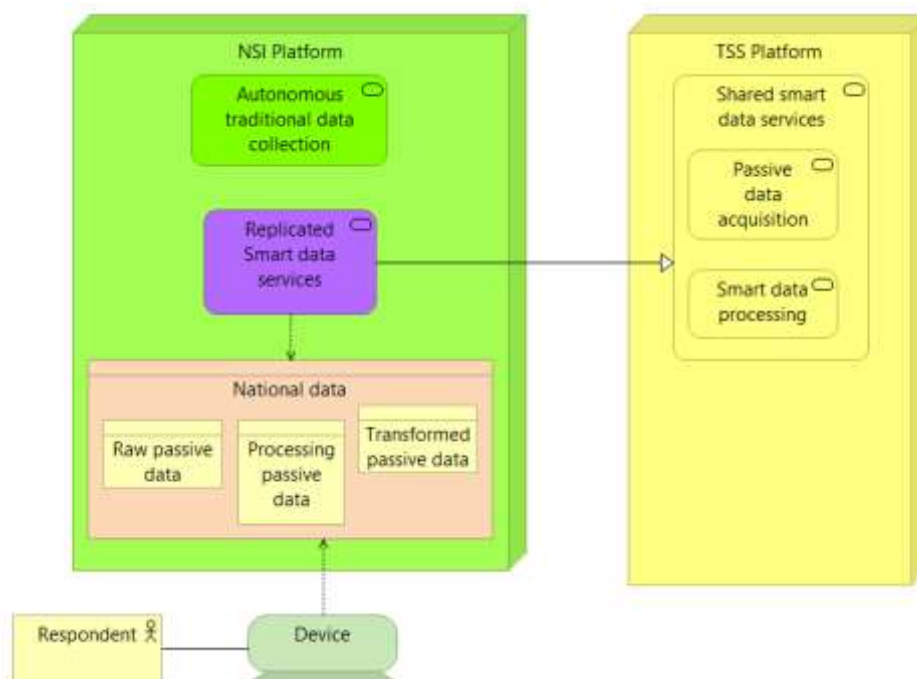 NSI Platform
Autonomous
traditional data
collection
Replicated
Smart data
services
National data
Raw passive
data
Processing
passive
data
Transformed
passive data
Respondent
Device
TSS Platform
Shared smart
data services
Passive
data
acquisition
Smart data
processing